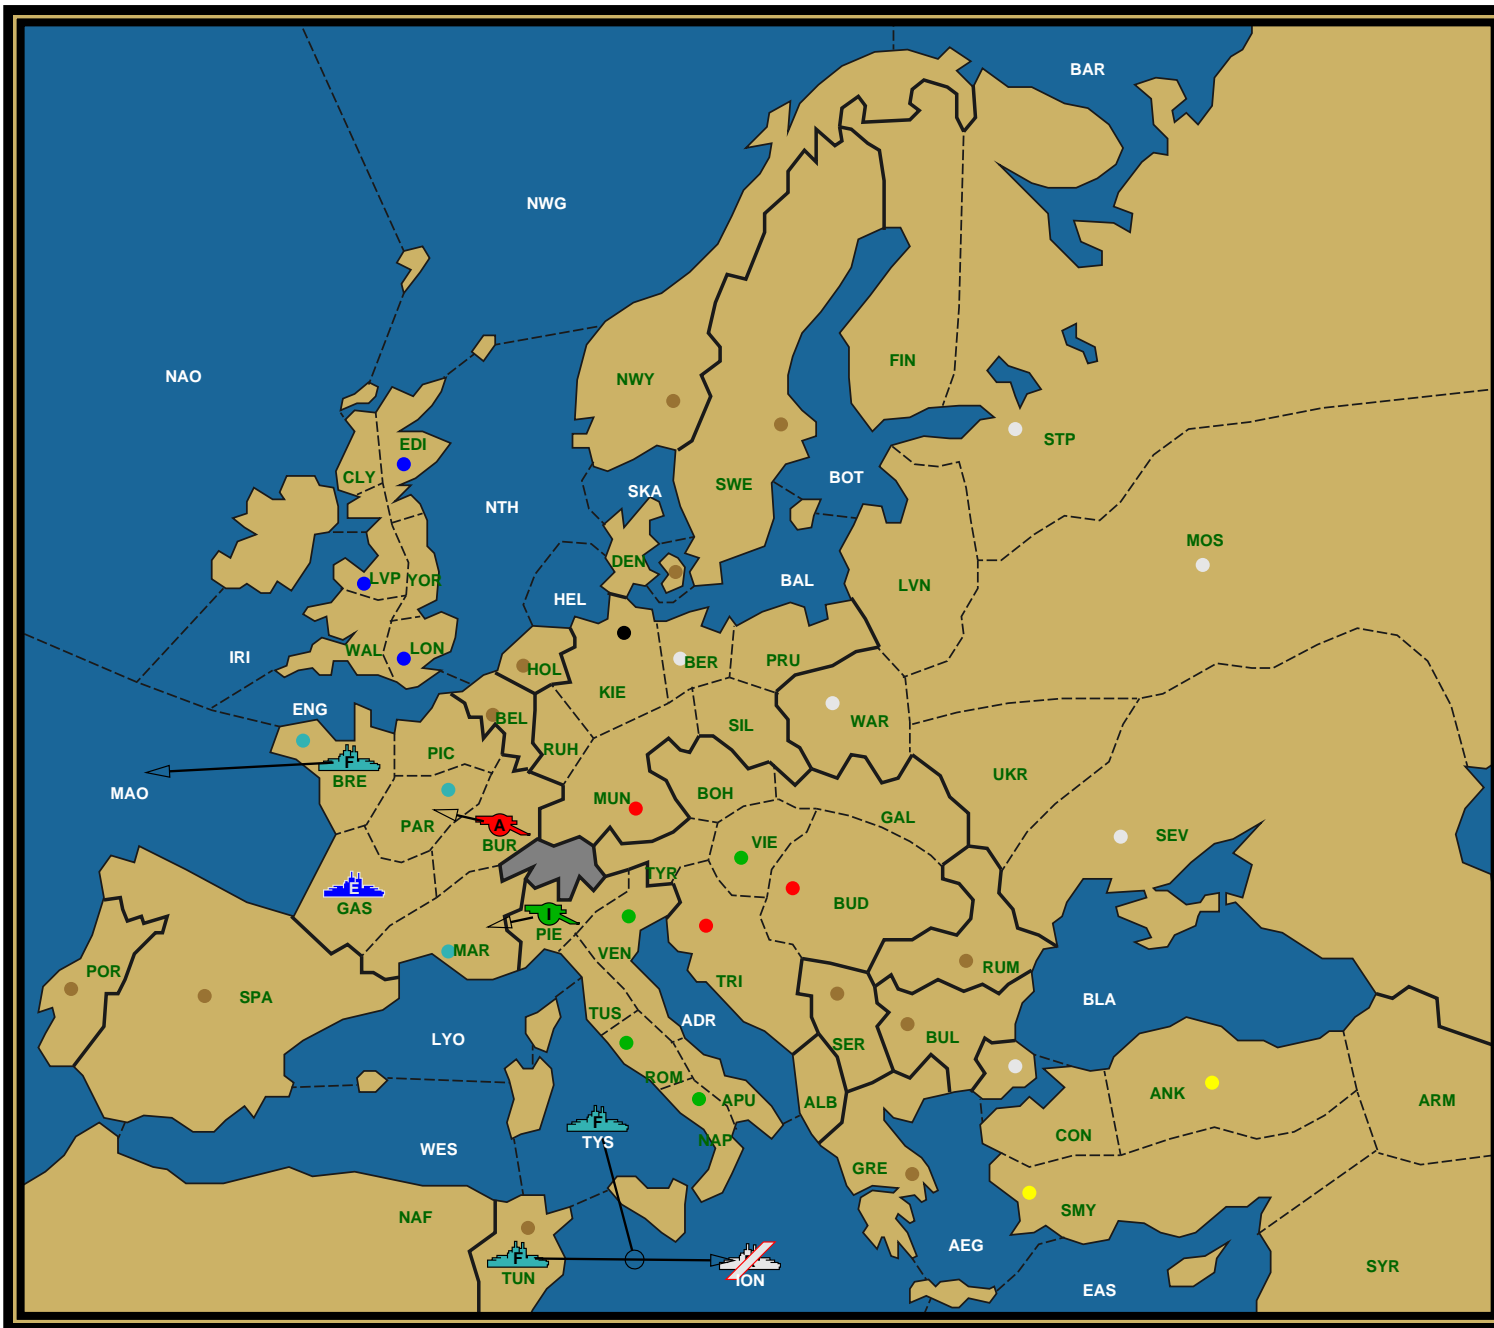 BAR
NWG
NAO
FIN
NWY
STP
EDI
CLY
SWE
BOT
SKA
NTH
MOS
DEN
LVP YOR
BAL
LVN
HEL
IRI
WAL
LON
HOL
BER
PRU
KIE
ENG
BEL
WAR
SIL
PIC
RUH
F
BRE
UKR
MAO
MUN
BOH
GAL
PAR
A
BUR
VIE
SEV
TYR
E
GAS
BUD
I
PIE
MAR
VEN
POR
SPA
TRI
RUM
BLA
TUS
ADR
LYO
SER
BUL
ROM
ANK
APU
ALB
ARM
F
TYS
NAP
CON
WES
GRE
NAF
SMY
AEG
F
TUN
ION
SYR
EAS